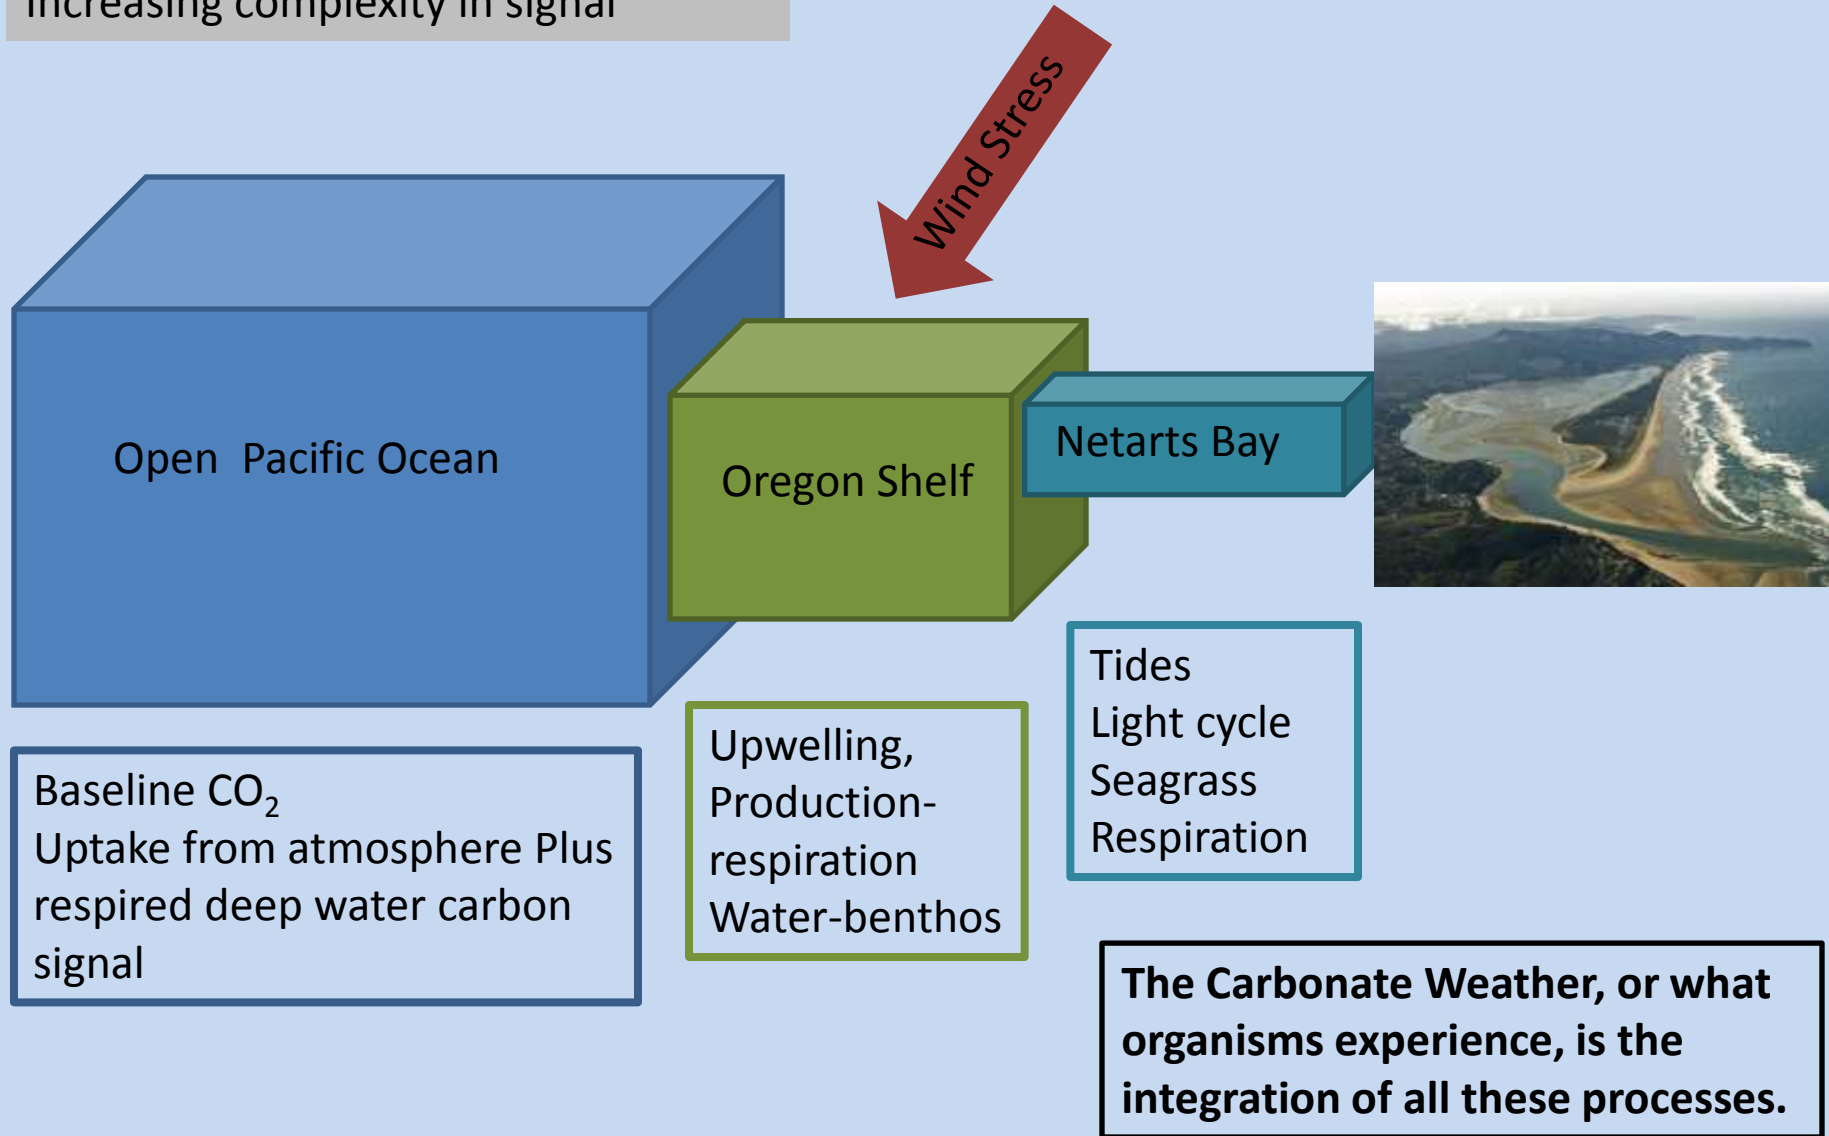 Increasing complexity in signal
Wind Stress
Open Pacific Ocean
Oregon Shelf
Netarts Bay
Baseline CO₂
Uptake from atmosphere Plus
respired deep water carbon
signal
Upwelling,
Production-
respiration
Water-benthos
Tides
Light cycle
Seagrass
Respiration
The Carbonate Weather, or what
organisms experience, is the
integration of all these processes.